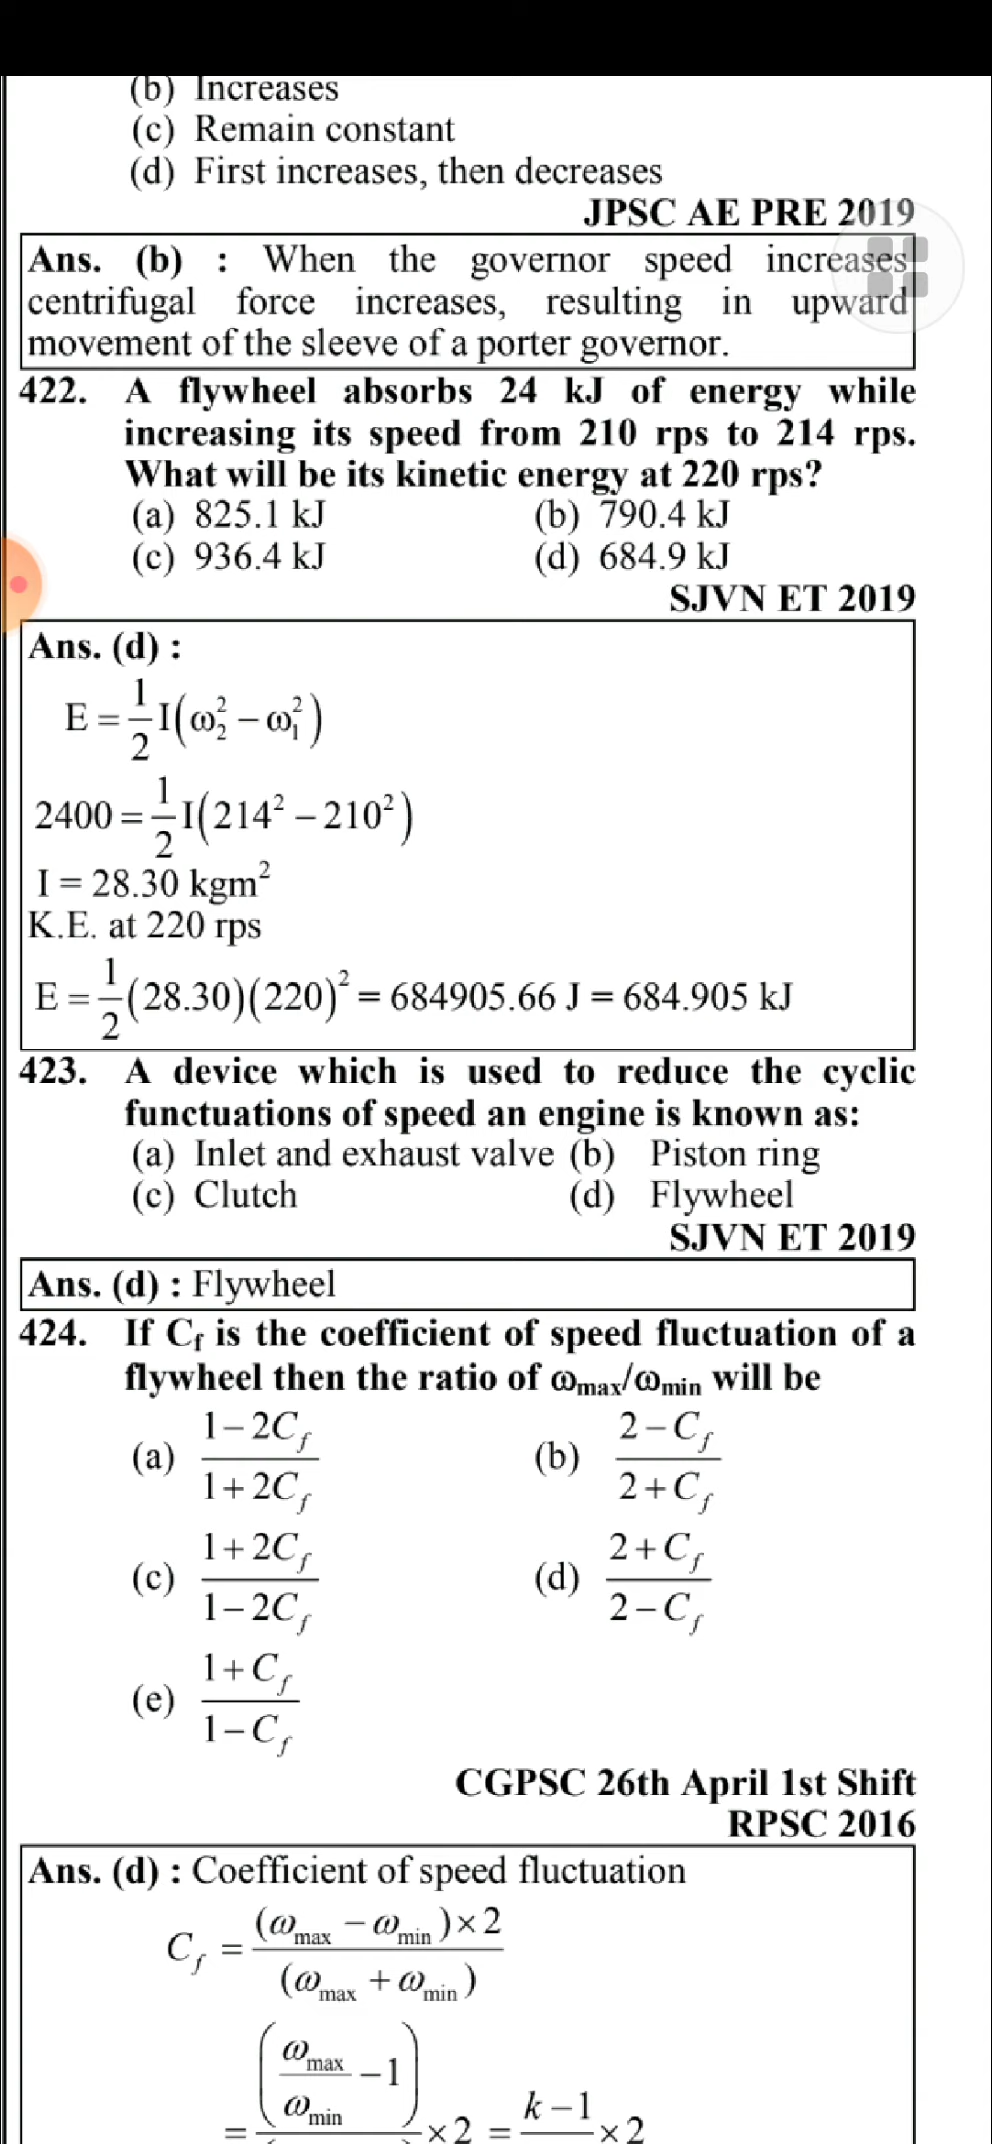 (b) Increases
(c) Remain constant
(d) First increases, then decreases
JPSC AE PRE 2019
Ans. (b) : When the governor speed increases
centrifugal force increases, resulting in upward
movement of the sleeve of a porter governor.
422. A flywheel absorbs 24 kJ of energy while
increasing its speed from 210 rps to 214 rps.
What will be its kinetic energy at 220 rps?
(a) 825.1 kJ (b) 790.4 kJ
(c) 936.4 kJ (d) 684.9 kJ
SJVN ET 2019
Ans. (d) :
E = 1/2 I(ω₂² − ω₁²)
2400 = 1/2 I(214² − 210²)
I = 28.30 kgm²
K.E. at 220 rps
E = 1/2 (28.30)(220)² = 684905.66 J = 684.905 kJ
423. A device which is used to reduce the cyclic
functuations of speed an engine is known as:
(a) Inlet and exhaust valve (b) Piston ring
(c) Clutch (d) Flywheel
SJVN ET 2019
Ans. (d) : Flywheel
424. If C_f is the coefficient of speed fluctuation of a
flywheel then the ratio of ω_max/ω_min will be
(a) (1 − 2C_f)/(1 + 2C_f) (b) (2 − C_f)/(2 + C_f)
(c) (1 + 2C_f)/(1 − 2C_f) (d) (2 + C_f)/(2 − C_f)
(e) (1 + C_f)/(1 − C_f)
CGPSC 26th April 1st Shift
RPSC 2016
Ans. (d) : Coefficient of speed fluctuation
C_f = (ω_max − ω_min) × 2 / (ω_max + ω_min)
= (ω_max/ω_min − 1) × 2 = k − 1 × 2